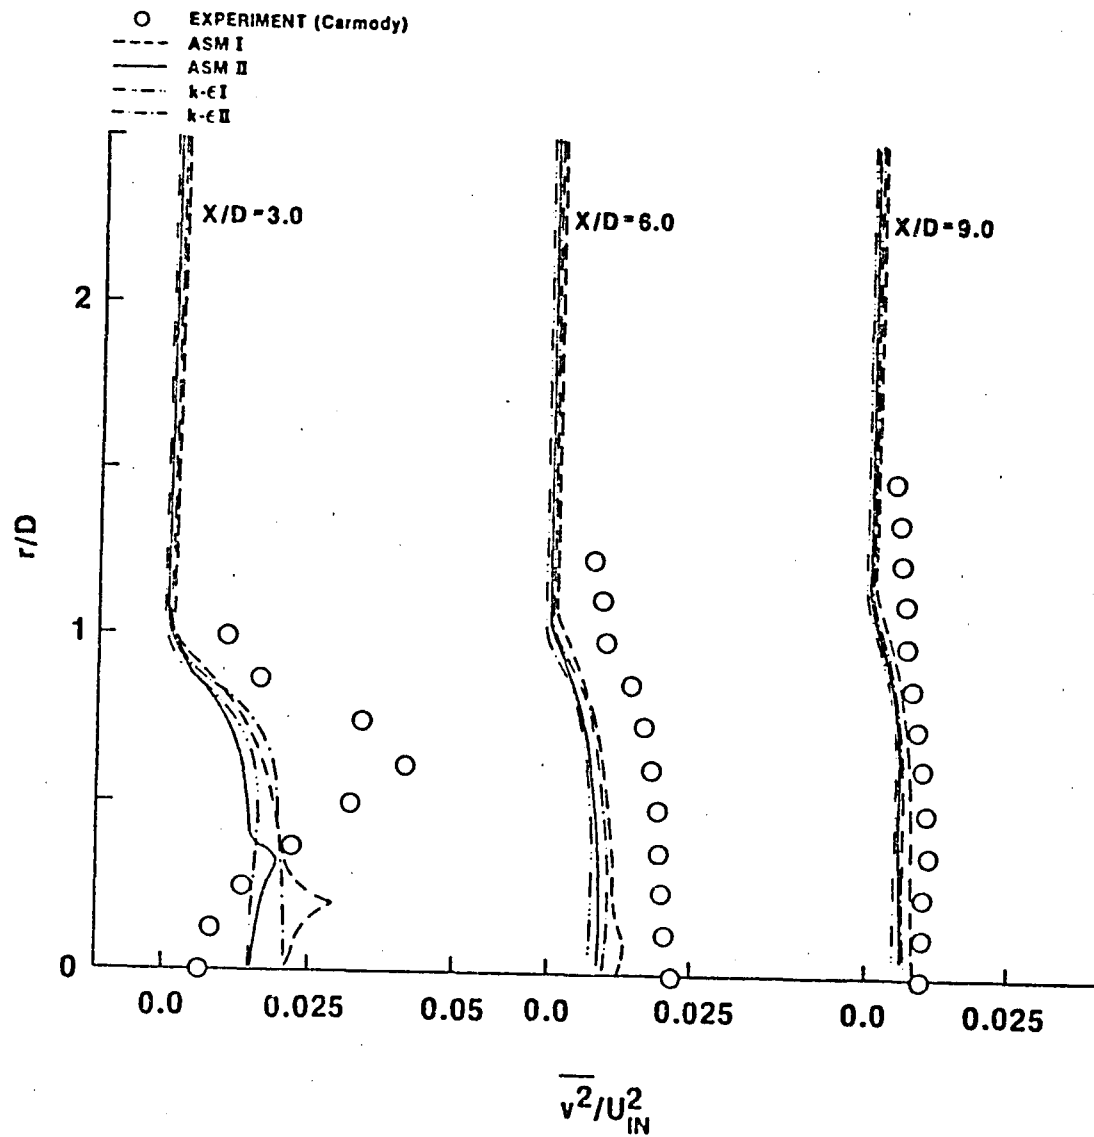 EXPERIMENT (Carmody)
ASM I
ASM II
k-ϵ I
k-ϵ II
X/D=3.0
X/D=6.0
X/D=9.0
2
r/D
1
0
0.0 0.025 0.05 0.0 0.025 0.0 0.025
v̅²/U²IN